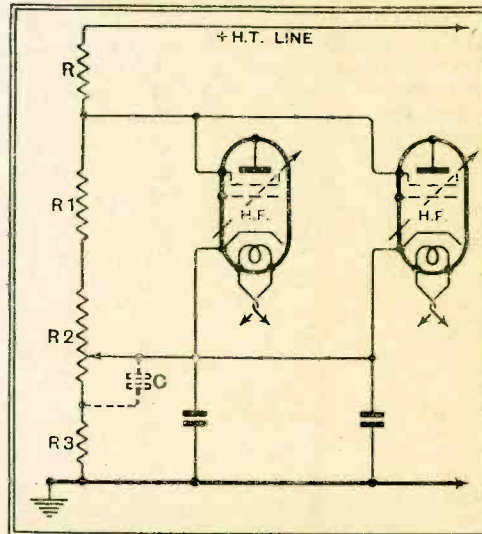 + H.T. LINE
R
R1
H.F.
H.F.
R2
C
R3